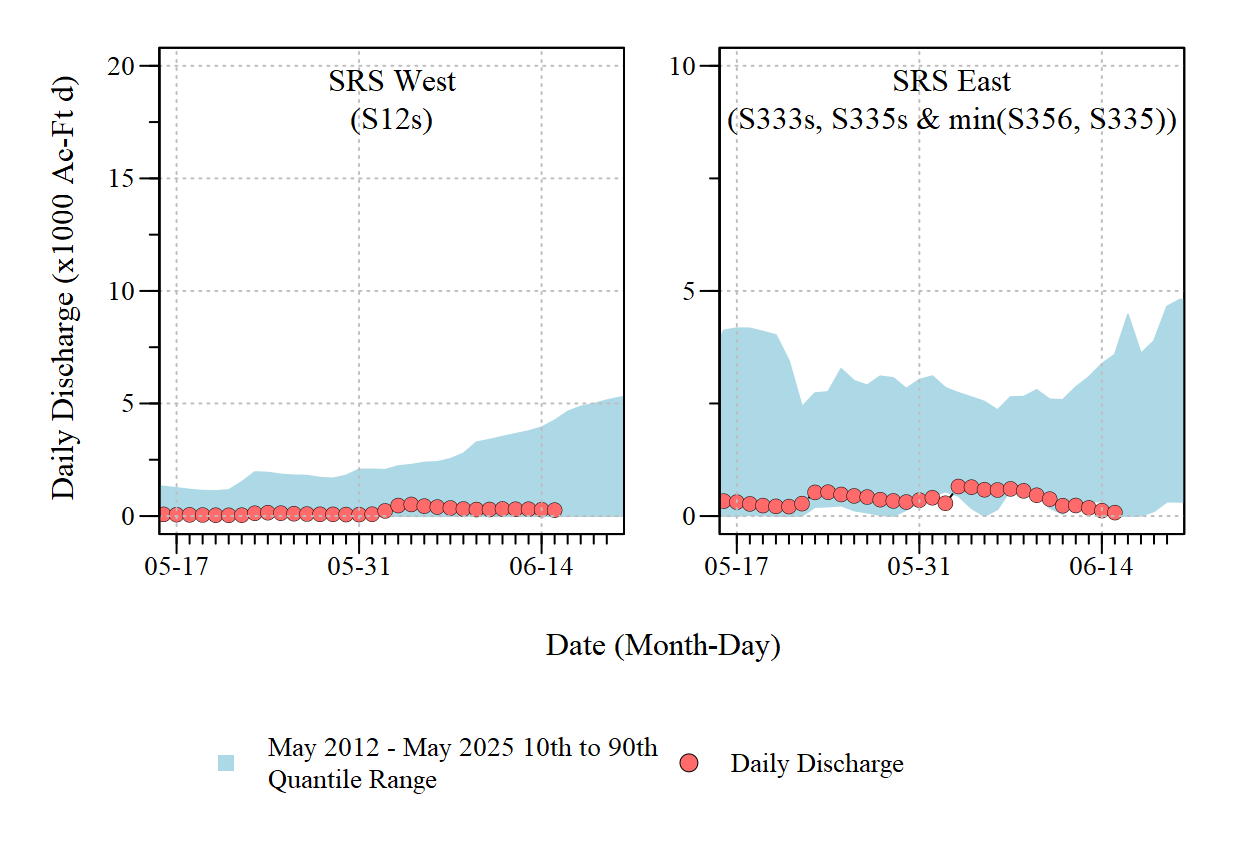 SRS West
(S12s)
SRS East
(S333s, S335s & min(S356, S335))
Daily Discharge (x1000 Ac-Ft d)
20
15
10
5
0
05-17
05-31
06-14
10
5
0
05-17
05-31
06-14
Date (Month-Day)
May 2012 - May 2025 10th to 90th
Quantile Range
Daily Discharge